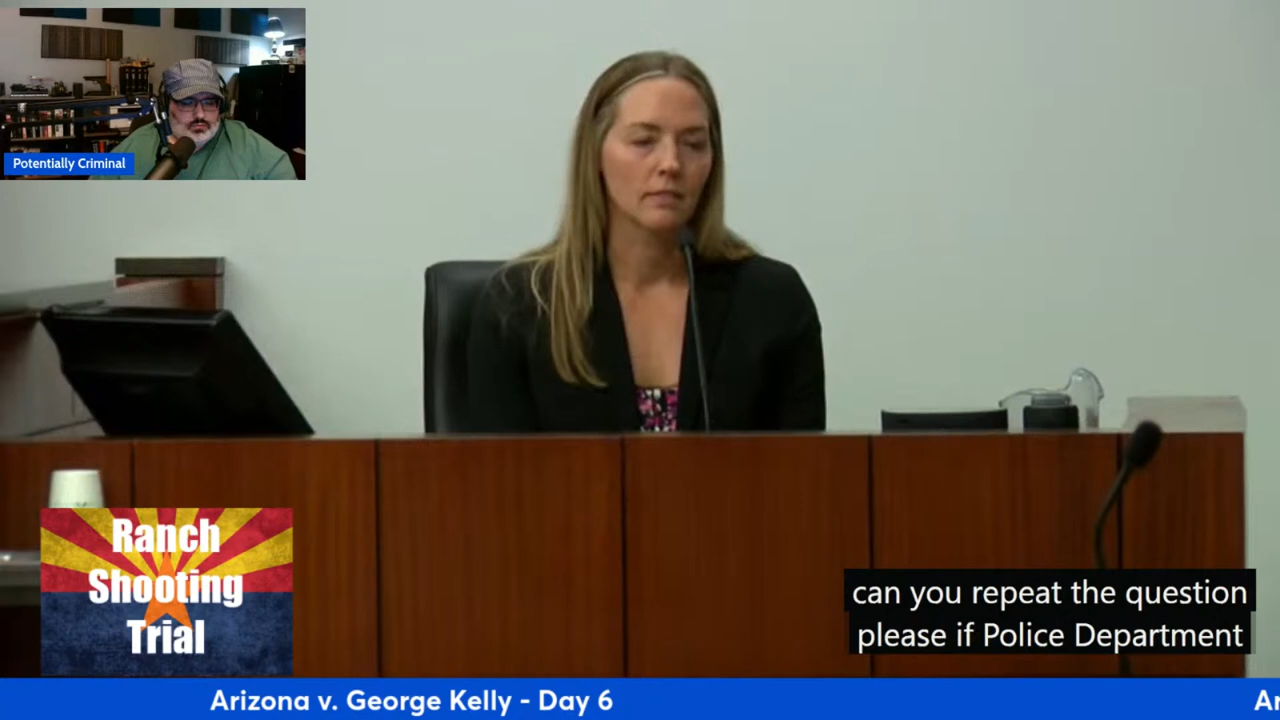 Potentially Criminal
Ranch
Shooting
Trial
can you repeat the question
please if Police Department
Arizona v. George Kelly - Day 6
Ar